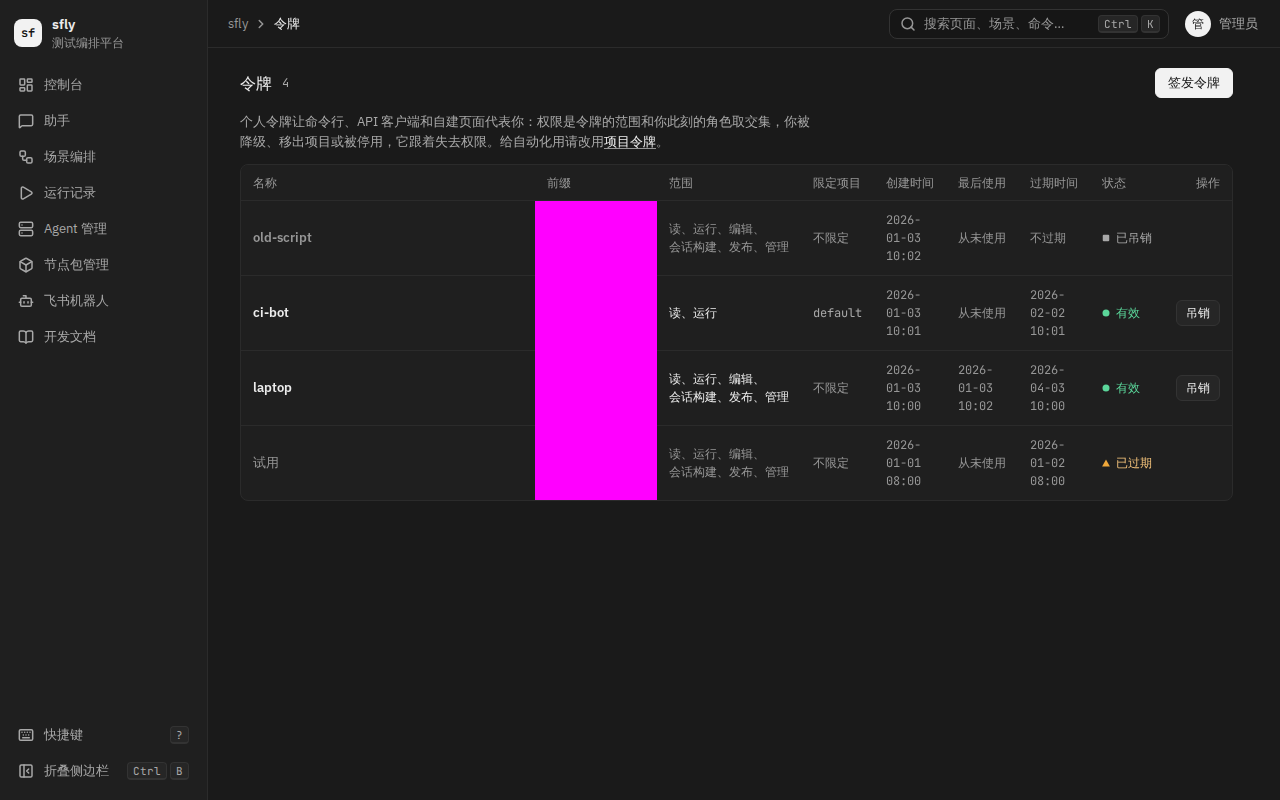 sf sfly
测试编排平台
控制台
助手
场景编排
运行记录
Agent 管理
节点包管理
飞书机器人
开发文档
快捷键 ?
折叠侧边栏 Ctrl B
sfly > 令牌
搜索页面、场景、命令... Ctrl K
管 管理员
令牌 4
签发令牌
个人令牌让命令行、API 客户端和自建页面代表你：权限是令牌的范围和你此刻的角色取交集，你被
降级、移出项目或被停用，它跟着失去权限。给自动化用请改用项目令牌。
名称 前缀 范围 限定项目 创建时间 最后使用 过期时间 状态 操作
old-script 读、运行、编辑、 不限定 2026- 从未使用 不过期 已吊销
会话构建、发布、管理 01-03
10:02
ci-bot 读、运行 default 2026- 从未使用 2026- 有效 吊销
01-03 02-02
10:01 10:01
laptop 读、运行、编辑、 不限定 2026- 2026- 2026- 有效 吊销
会话构建、发布、管理 01-03 01-03 04-03
10:00 10:02 10:00
试用 读、运行、编辑、 不限定 2026- 从未使用 2026- 已过期
会话构建、发布、管理 01-01 01-02
08:00 08:00